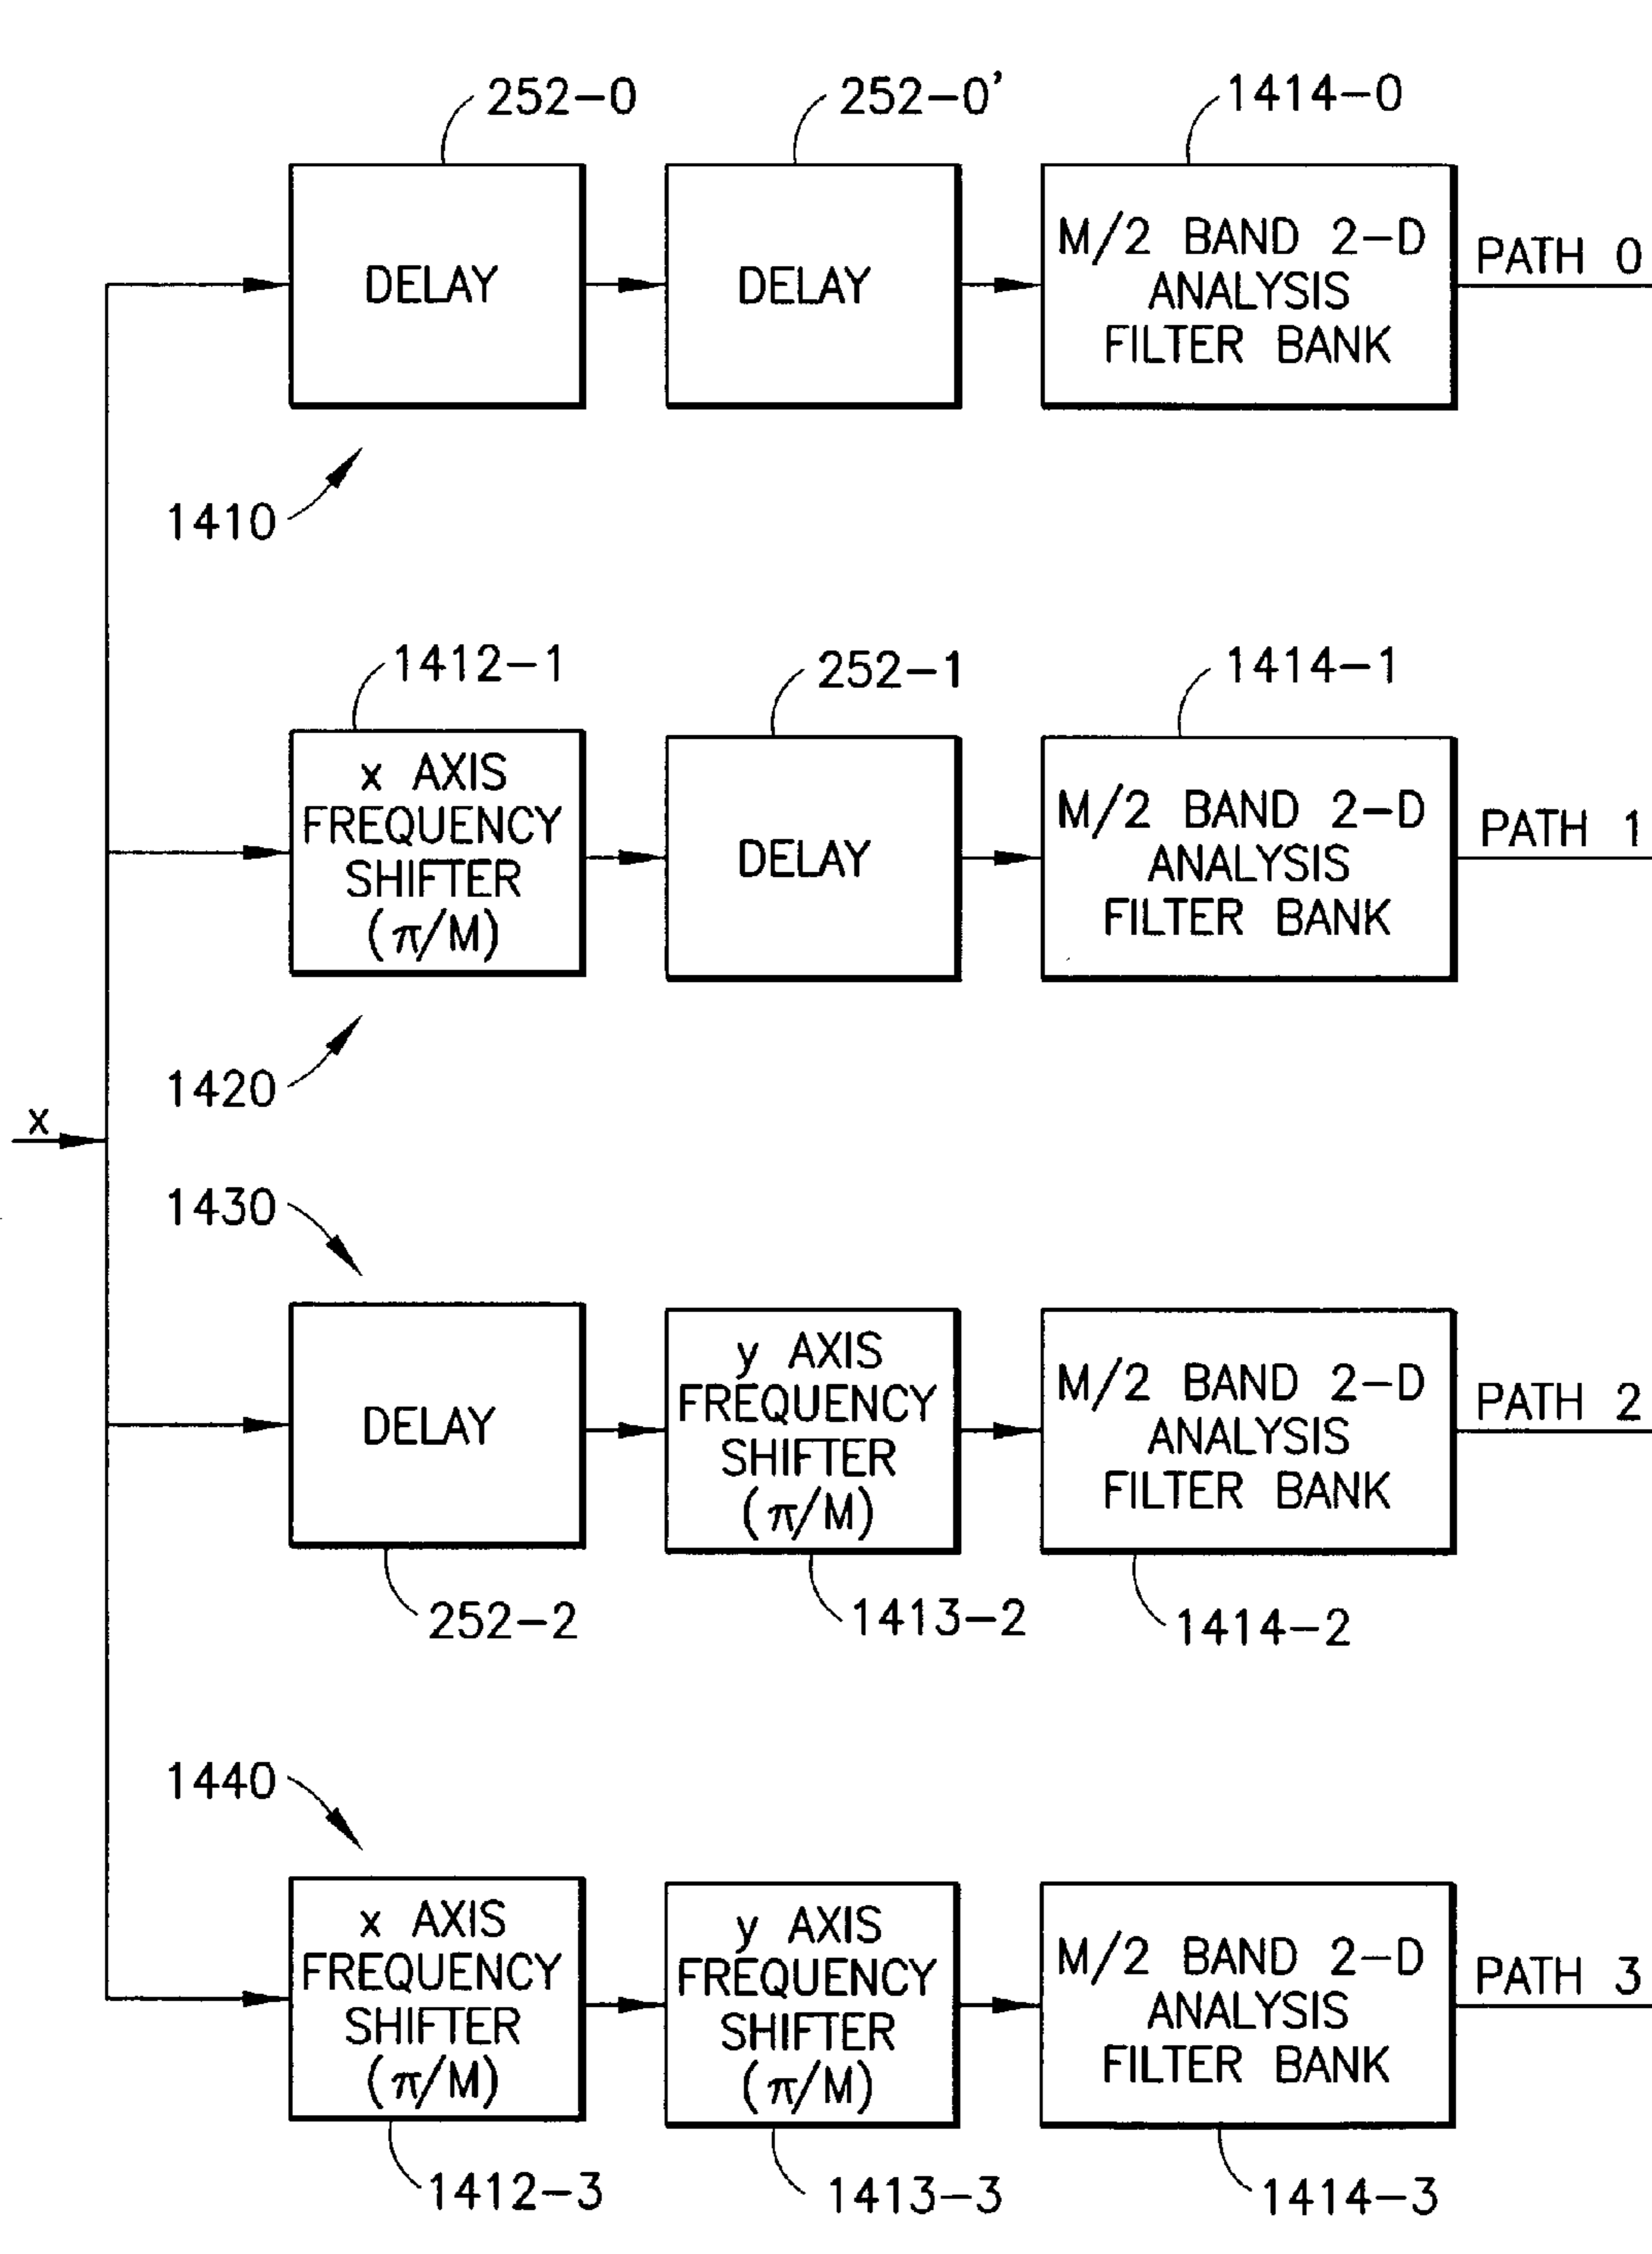 252-0
252-0'
1414-0
DELAY
DELAY
M/2 BAND 2-D
ANALYSIS
FILTER BANK
PATH 0
1410
1412-1
252-1
1414-1
x AXIS
FREQUENCY
SHIFTER
(π/M)
DELAY
M/2 BAND 2-D
ANALYSIS
FILTER BANK
PATH 1
1420
x
1430
DELAY
y AXIS
FREQUENCY
SHIFTER
(π/M)
M/2 BAND 2-D
ANALYSIS
FILTER BANK
PATH 2
252-2
1413-2
1414-2
1440
x AXIS
FREQUENCY
SHIFTER
(π/M)
y AXIS
FREQUENCY
SHIFTER
(π/M)
M/2 BAND 2-D
ANALYSIS
FILTER BANK
PATH 3
1412-3
1413-3
1414-3